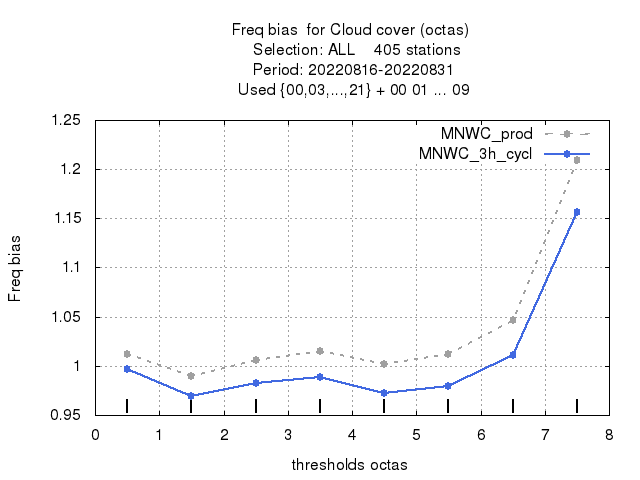 Freq bias  for Cloud cover (octas)
Selection: ALL    405 stations
Period: 20220816-20220831
Used {00,03,...,21} + 00 01 ... 09
MNWC_prod
MNWC_3h_cycl
Freq bias
1.25
1.2
1.15
1.1
1.05
1
0.95
0 1 2 3 4 5 6 7 8
thresholds octas